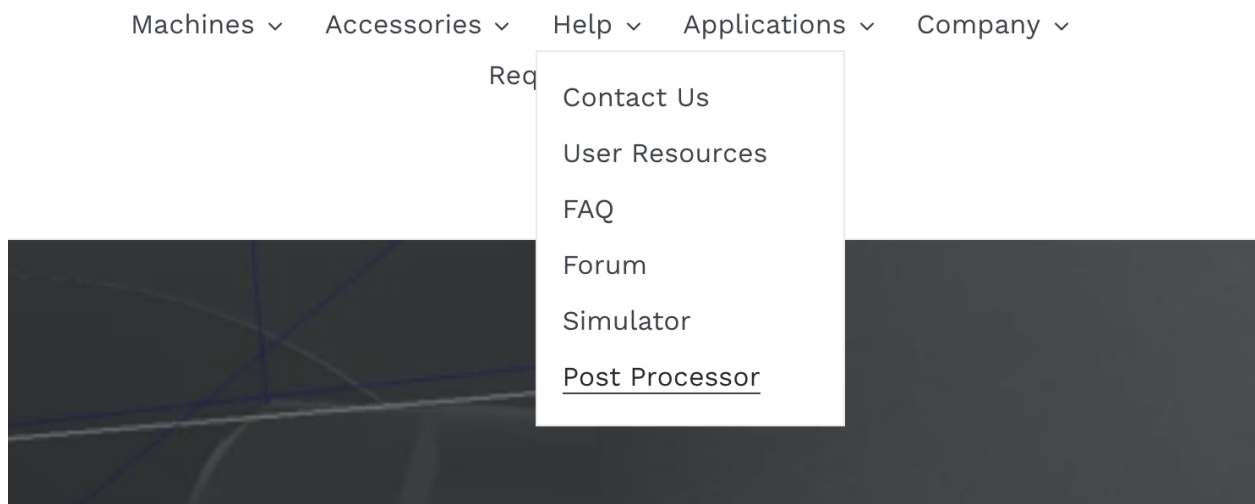 Machines Accessories Help Applications Company
Req
Contact Us
User Resources
FAQ
Forum
Simulator
Post Processor